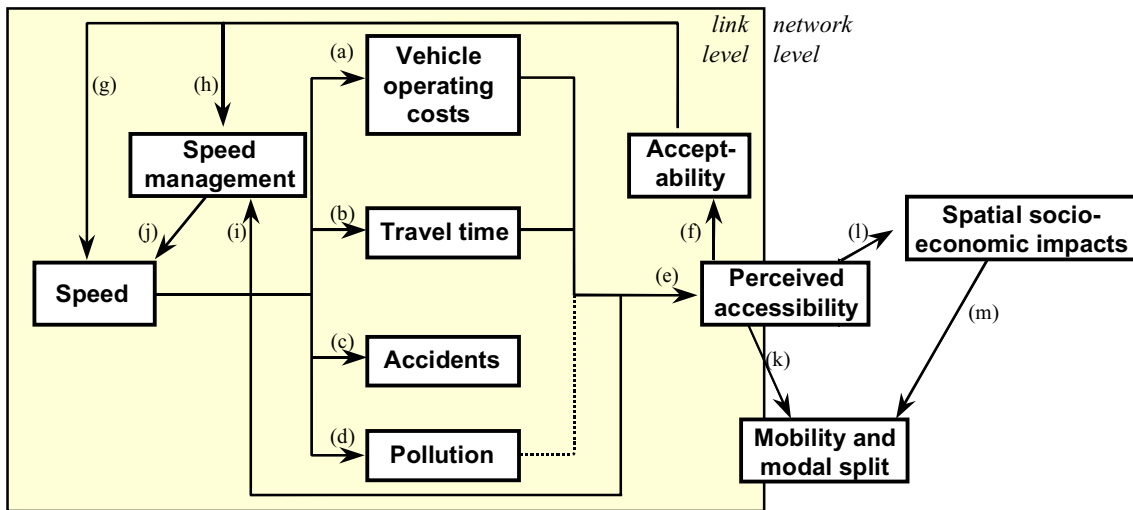 link network
level level
(a)
Vehicle
operating
costs
(g)
(h)
Speed
management
Accept-
ability
(j)
(i)
(b)
Travel time
(f)
(l)
Spatial socio-
economic impacts
Speed
(e)
Perceived
accessibility
(m)
(c)
Accidents
(k)
(d)
Pollution
Mobility and
modal split